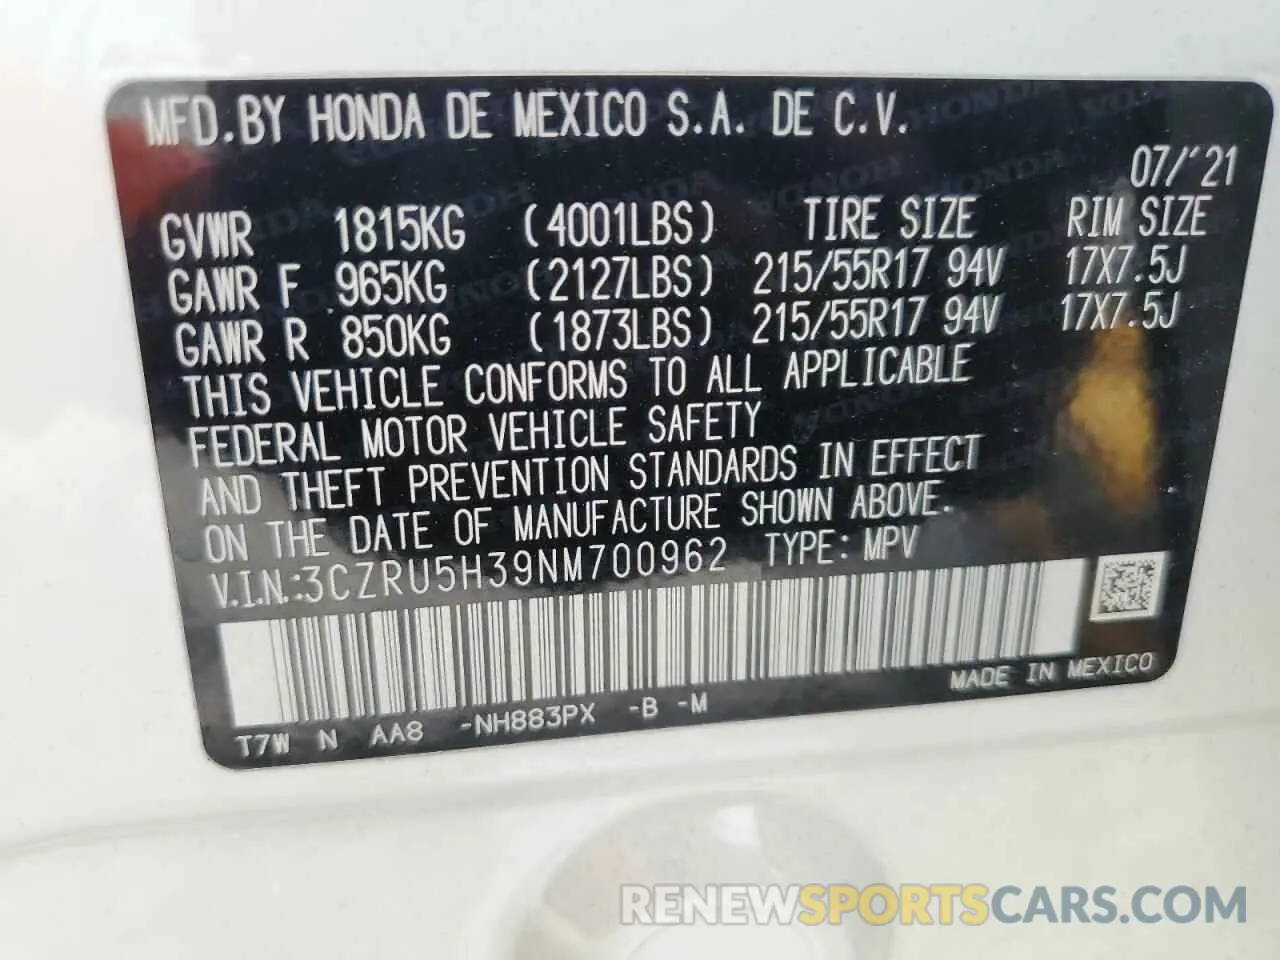 MFD.BY HONDA DE MEXICO S.A. DE C.V.
07/'21
GVWR 1815KG (4001LBS) TIRE SIZE RIM SIZE
GAWR F 965KG (2127LBS) 215/55R17 94V 17X7.5J
GAWR R 850KG (1873LBS) 215/55R17 94V 17X7.5J
THIS VEHICLE CONFORMS TO ALL APPLICABLE
FEDERAL MOTOR VEHICLE SAFETY
AND THEFT PREVENTION STANDARDS IN EFFECT
ON THE DATE OF MANUFACTURE SHOWN ABOVE.
V.I.N.:3CZRU5H39NM700962 TYPE: MPV
MADE IN MEXICO
T7W N AA8 -NH883PX -B -M
RENEWSPORTSCARS.COM